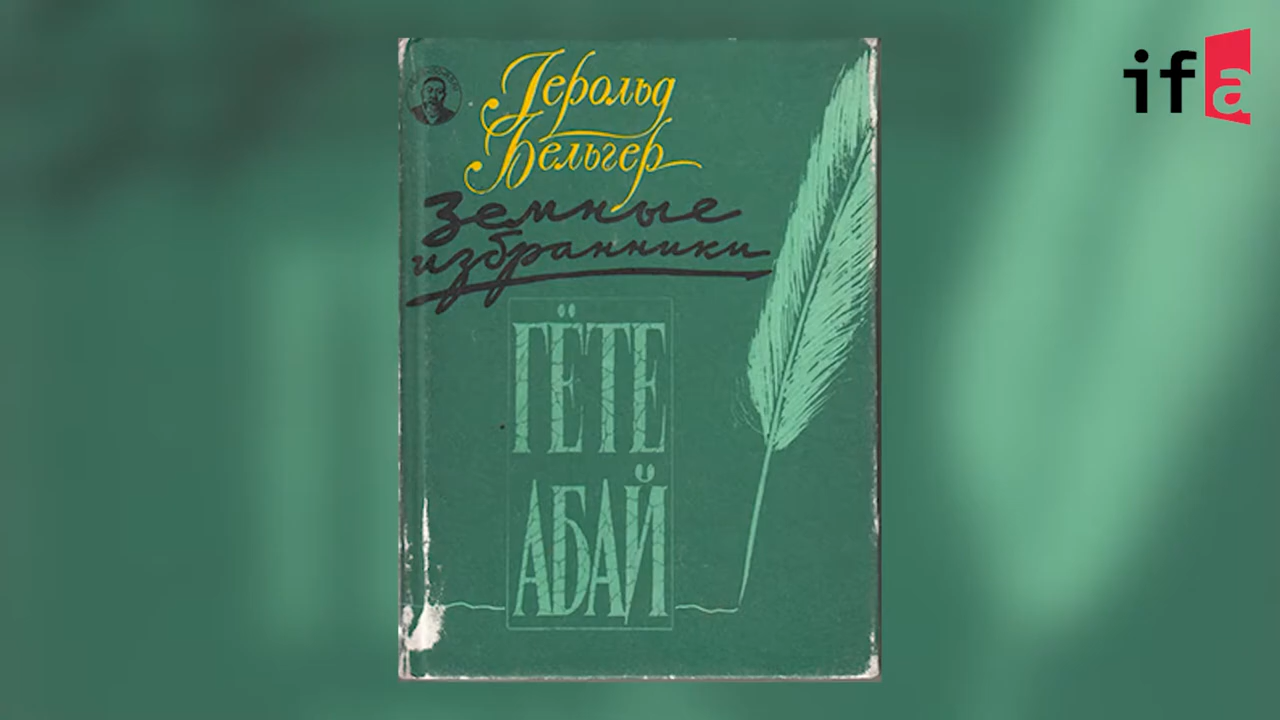 Герольд
Бельгер
Земные
избранники
ГЁТЕ
АБАЙ
ifa